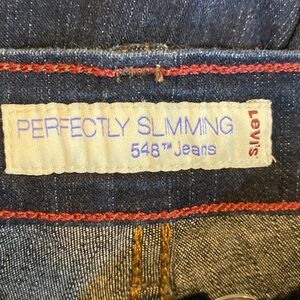 PERFECTLY SLIMMING
548™ Jeans
Levi's